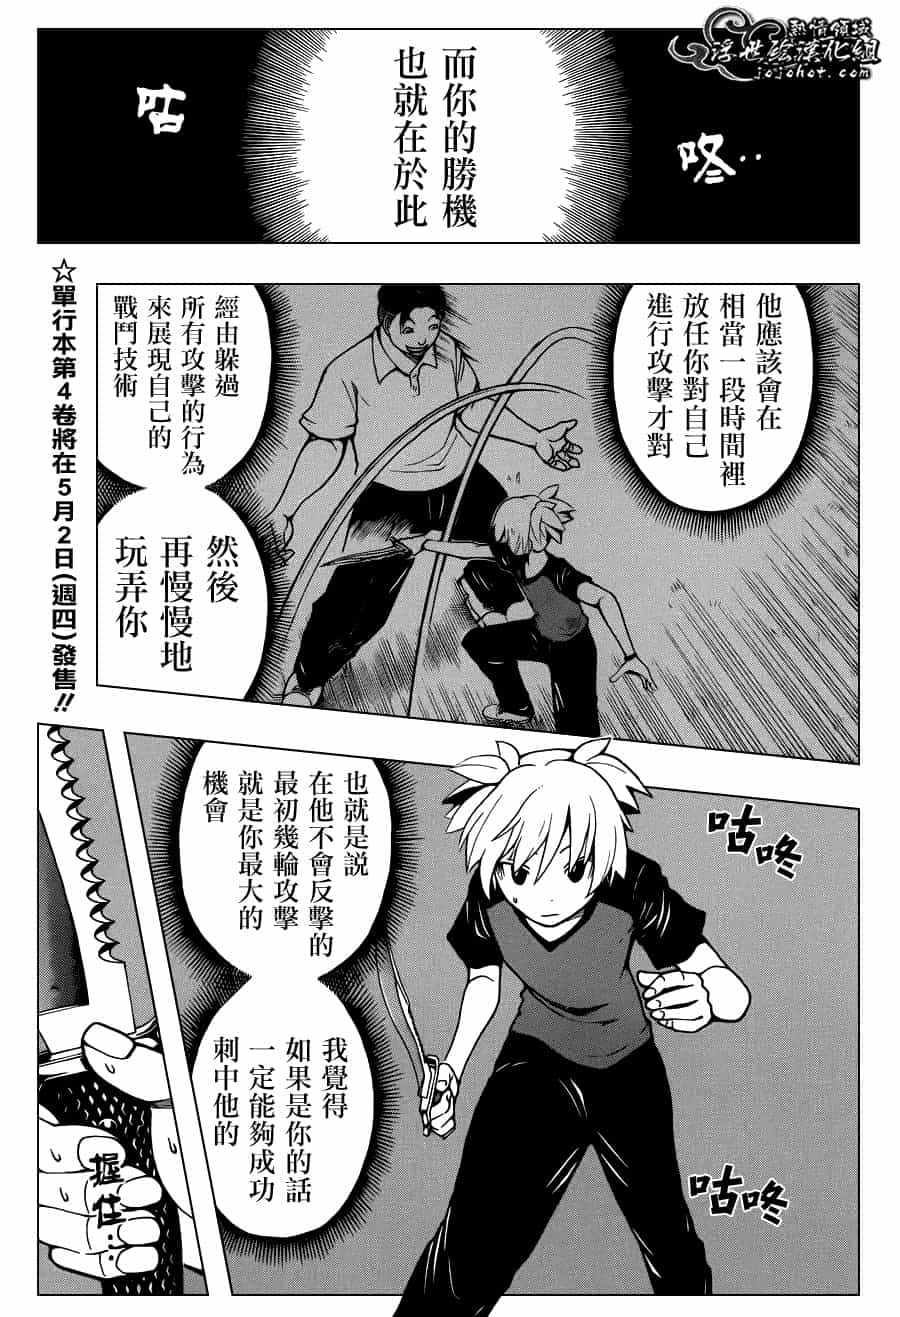 熱情領域
浮世繪漢化組
jojohot.com
而你的勝機
也就在於此
咚..
咕
他應該會在
相當一段時間裡
放任你對自己
進行攻擊才對
經由躲過
所有攻擊的行為
來展現自己的
戰鬥技術
然後
再慢慢地
玩弄你
☆單行本第4卷將在5月2日(週四)發售!!
咕咚
也就是說
在他不會反擊的
最初幾輪攻擊
就是你最大的
機會
我覺得
如果是你的話
一定能夠成功
刺中他的
咕咚
握住…